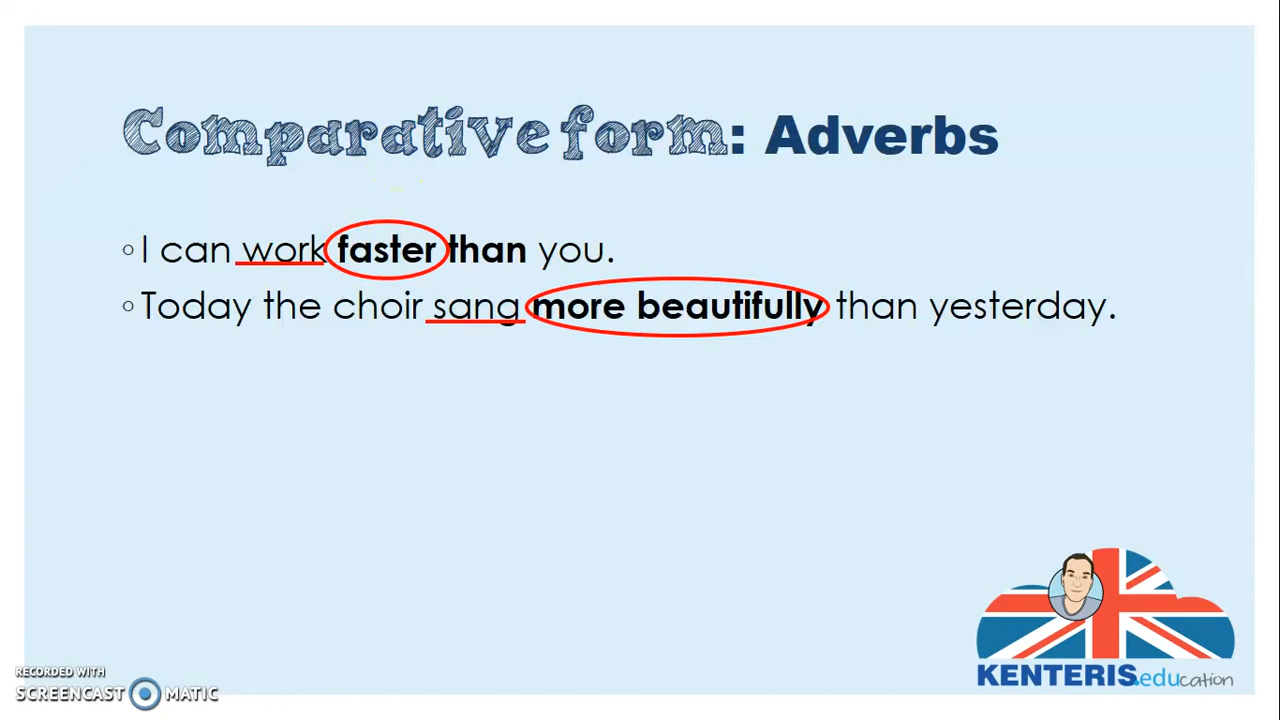 Comparative form: Adverbs
◦ I can work faster than you.
◦ Today the choir sang more beautifully than yesterday.
KENTERIS.education
RECORDED WITH
SCREENCAST MATIC